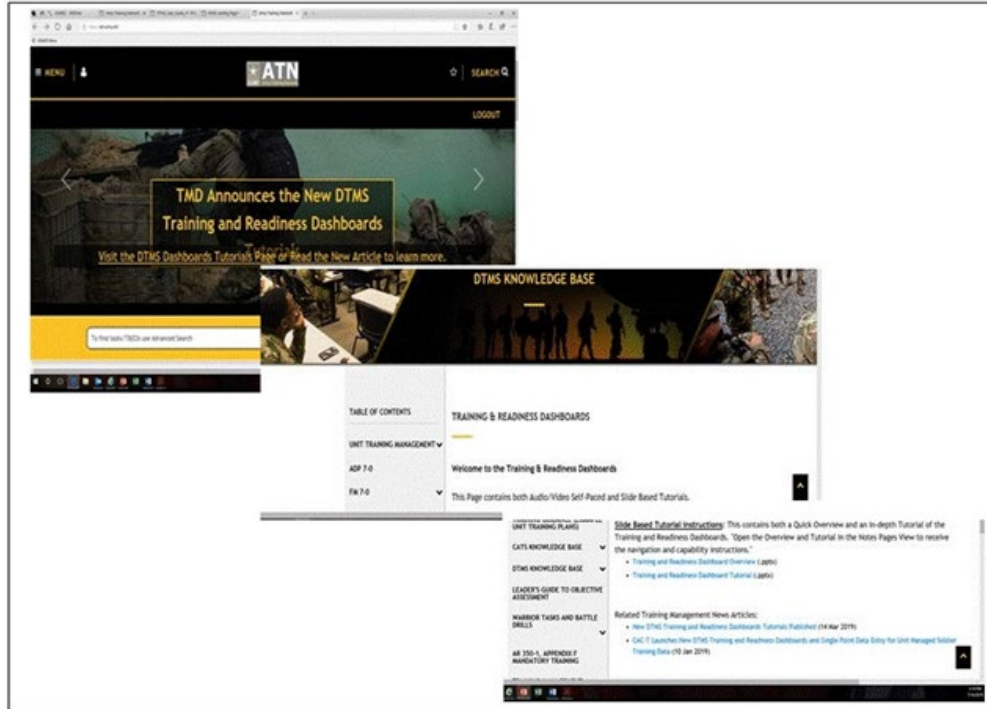 MENU
ATN
SEARCH
LOGOUT
TMD Announces the New DTMS
Training and Readiness Dashboards
Tutorials
Visit the DTMS Dashboards Tutorials Page or Read the New Article to learn more.
To find tasks/TB&DDs use Advanced Search
DTMS KNOWLEDGE BASE
TABLE OF CONTENTS
UNIT TRAINING MANAGEMENT
ADP 7-0
FM 7-0
TRAINING & READINESS DASHBOARDS
Welcome to the Training & Readiness Dashboards
This Page contains both Audio/Video Self-Paced and Slide Based Tutorials.
UNIT TRAINING PLANS)
CATS KNOWLEDGE BASE
DTMS KNOWLEDGE BASE
LEADER'S GUIDE TO OBJECTIVE
ASSESSMENT
WARRIOR TASKS AND BATTLE
DRILLS
AR 350-1, APPENDIX F
MANDATORY TRAINING
Slide Based Tutorial Instructions: This contains both a Quick Overview and an in-depth Tutorial of the
Training and Readiness Dashboards. "Open the Overview and Tutorial in the Notes Pages View to receive
the navigation and capability instructions."
• Training and Readiness Dashboard Overview (.pptx)
• Training and Readiness Dashboard Tutorial (.pptx)
Related Training Management News Articles:
• New DTMS Training and Readiness Dashboards Tutorials Published (14 Mar 2019)
• CAC-T Launches New DTMS Training and Readiness Dashboards and Single Point Data Entry for Unit Managed Soldier
Training Data (10 Jan 2019)